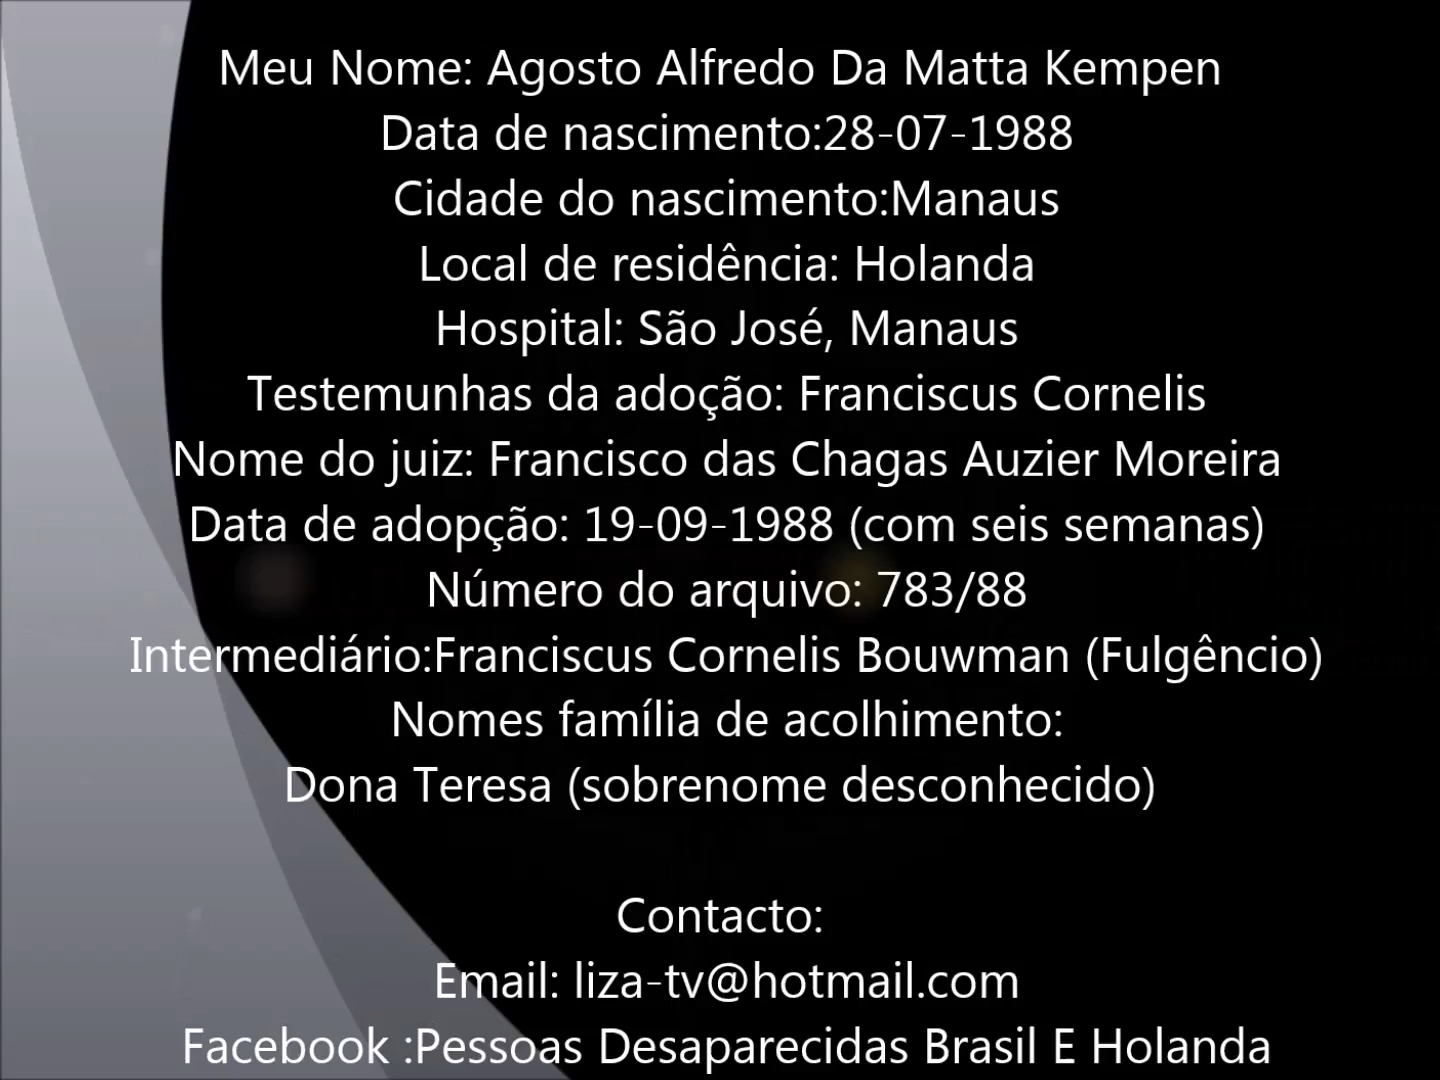 Meu Nome: Agosto Alfredo Da Matta Kempen
Data de nascimento:28-07-1988
Cidade do nascimento:Manaus
Local de residência: Holanda
Hospital: São José, Manaus
Testemunhas da adoção: Franciscus Cornelis
Nome do juiz: Francisco das Chagas Auzier Moreira
Data de adopção: 19-09-1988 (com seis semanas)
Número do arquivo: 783/88
Intermediário:Franciscus Cornelis Bouwman (Fulgêncio)
Nomes família de acolhimento:
Dona Teresa (sobrenome desconhecido)
Contacto:
Email: liza-tv@hotmail.com
Facebook :Pessoas Desaparecidas Brasil E Holanda